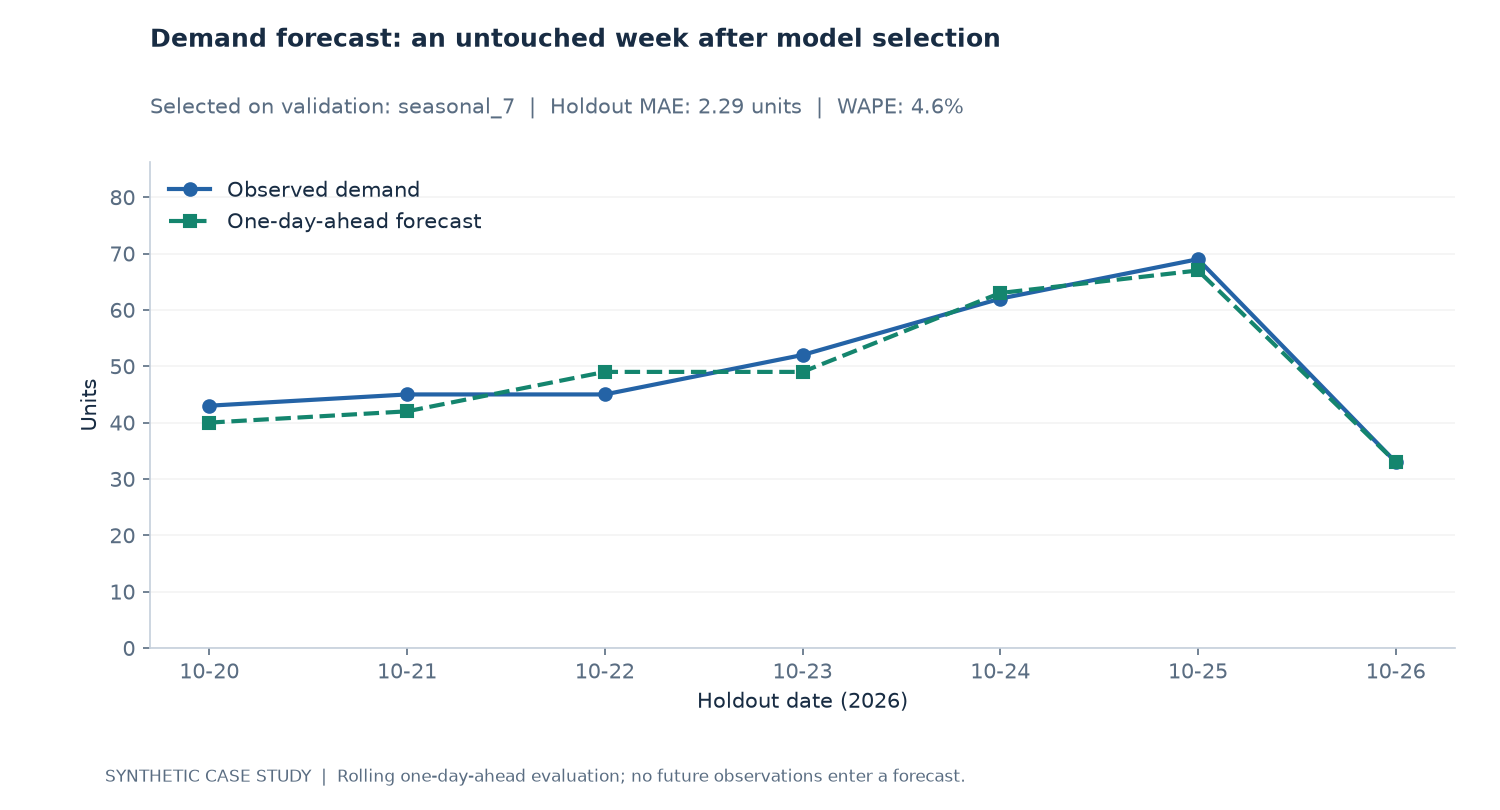 Demand forecast: an untouched week after model selection
Selected on validation: seasonal_7 | Holdout MAE: 2.29 units | WAPE: 4.6%
Observed demand
One-day-ahead forecast
80
70
60
50
40
30
20
10
0
Units
10-20 10-21 10-22 10-23 10-24 10-25 10-26
Holdout date (2026)
SYNTHETIC CASE STUDY | Rolling one-day-ahead evaluation; no future observations enter a forecast.